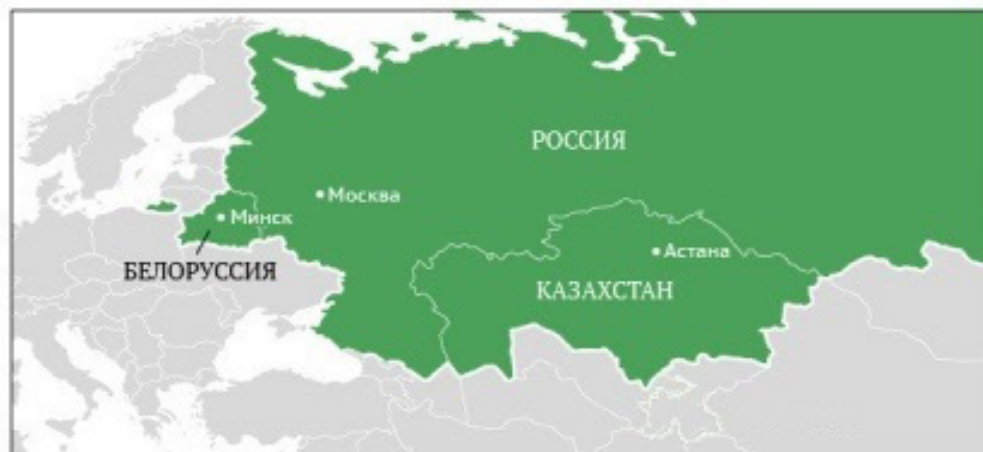 РОССИЯ
Москва
Минск
Астана
БЕЛОРУССИЯ
КАЗАХСТАН